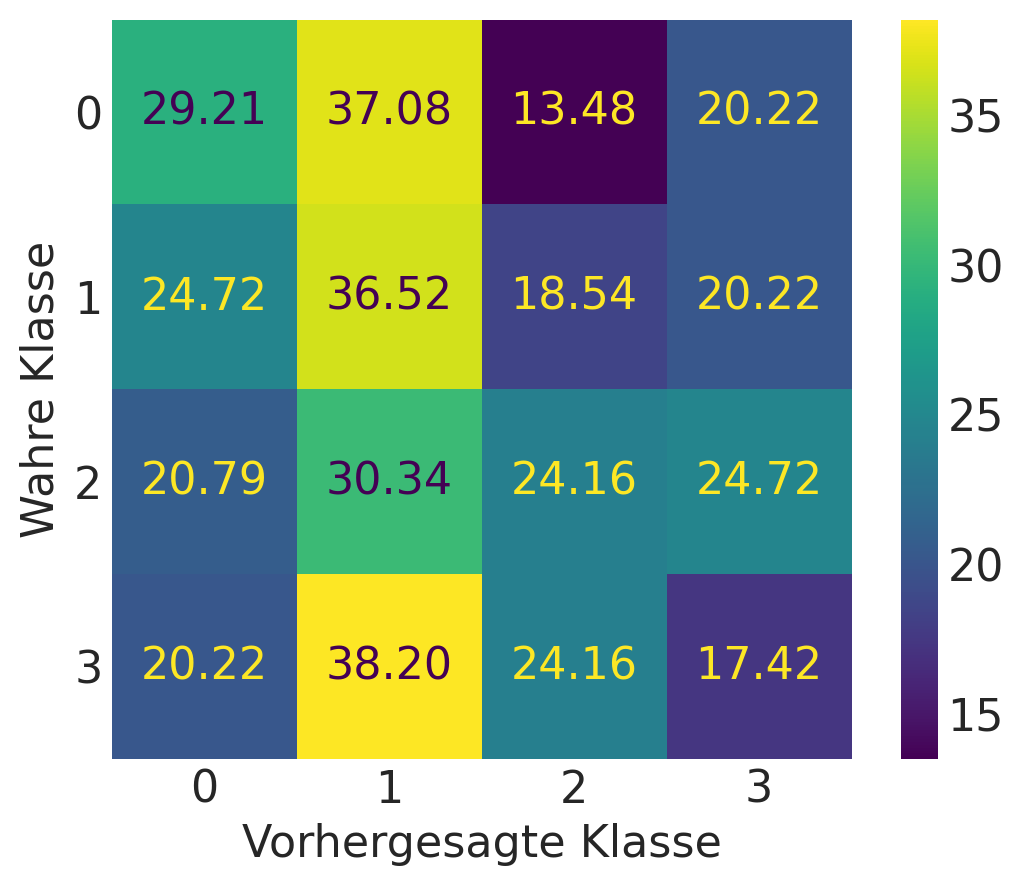 0 29.21 37.08 13.48 20.22
1 24.72 36.52 18.54 20.22
2 20.79 30.34 24.16 24.72
3 20.22 38.20 24.16 17.42
0 1 2 3
Vorhergesagte Klasse
Wahre Klasse
35
30
25
20
15